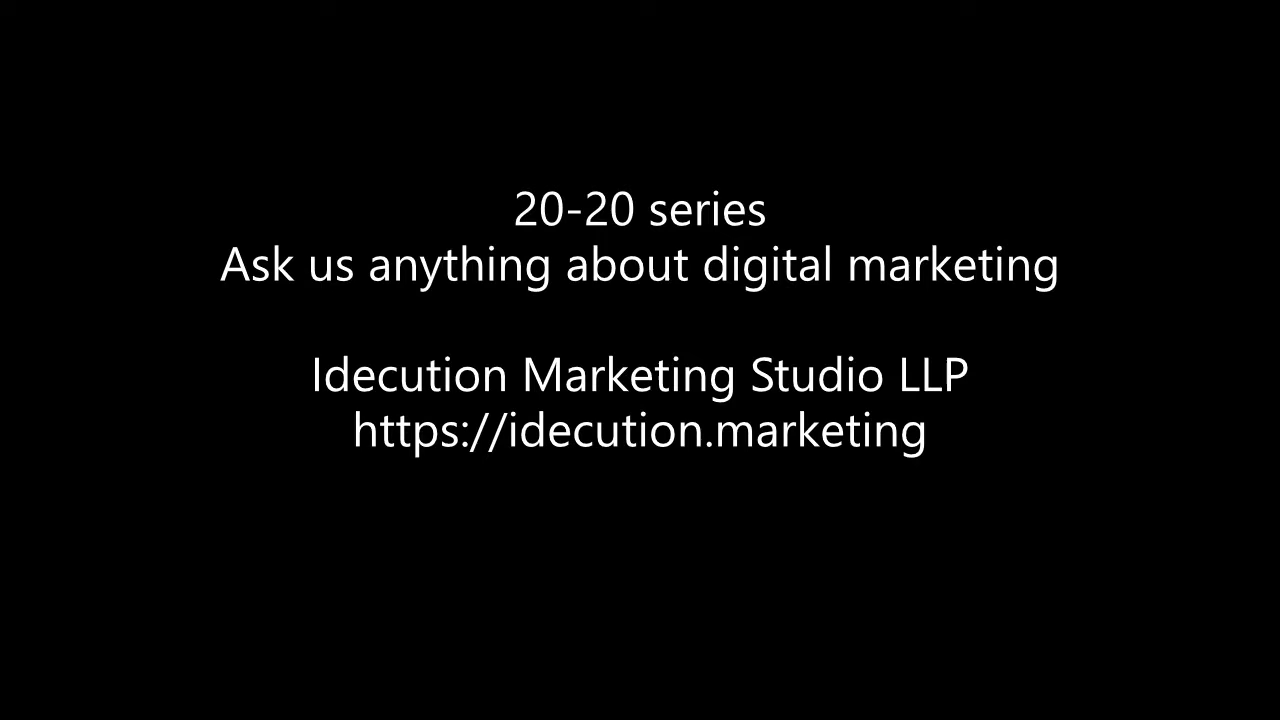 20-20 series
Ask us anything about digital marketing
Idecution Marketing Studio LLP
https://idecution.marketing